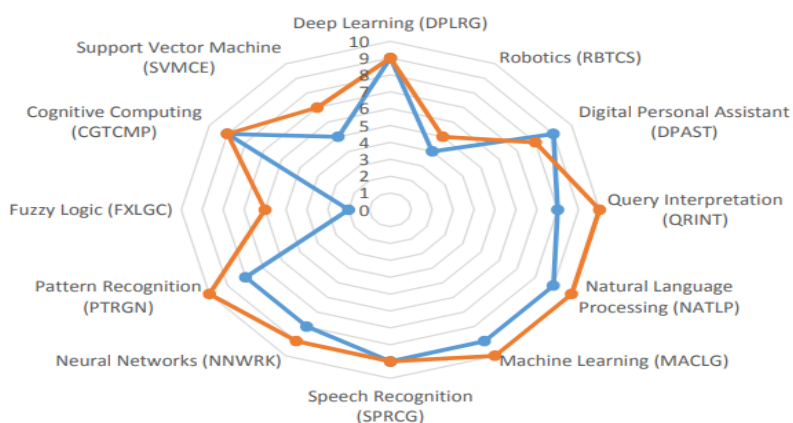 Deep Learning (DPLRG)
Robotics (RBTCS)
Digital Personal Assistant
(DPAST)
Query Interpretation
(QRINT)
Natural Language
Processing (NATLP)
Machine Learning (MACLG)
Speech Recognition
(SPRCG)
Neural Networks (NNWRK)
Pattern Recognition
(PTRGN)
Fuzzy Logic (FXLGC)
Cognitive Computing
(CGTCMP)
Support Vector Machine
(SVMCE)
10
9
8
7
6
5
4
3
2
1
0